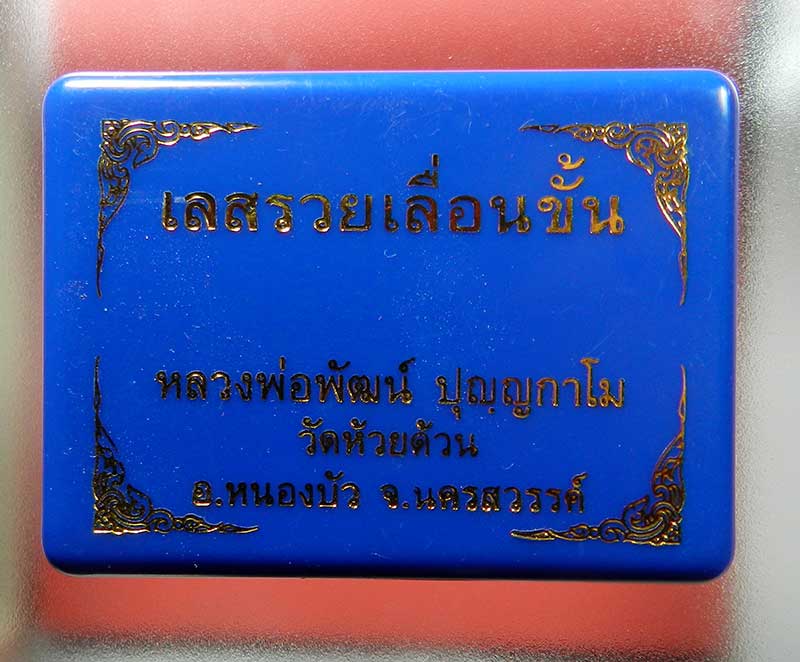 เลสรวยเลื่อนขั้น
หลวงพ่อพัฒน์ ปุญฺญกาโม
วัดห้วยด้วน
อ.หนองบัว จ.นครสวรรค์